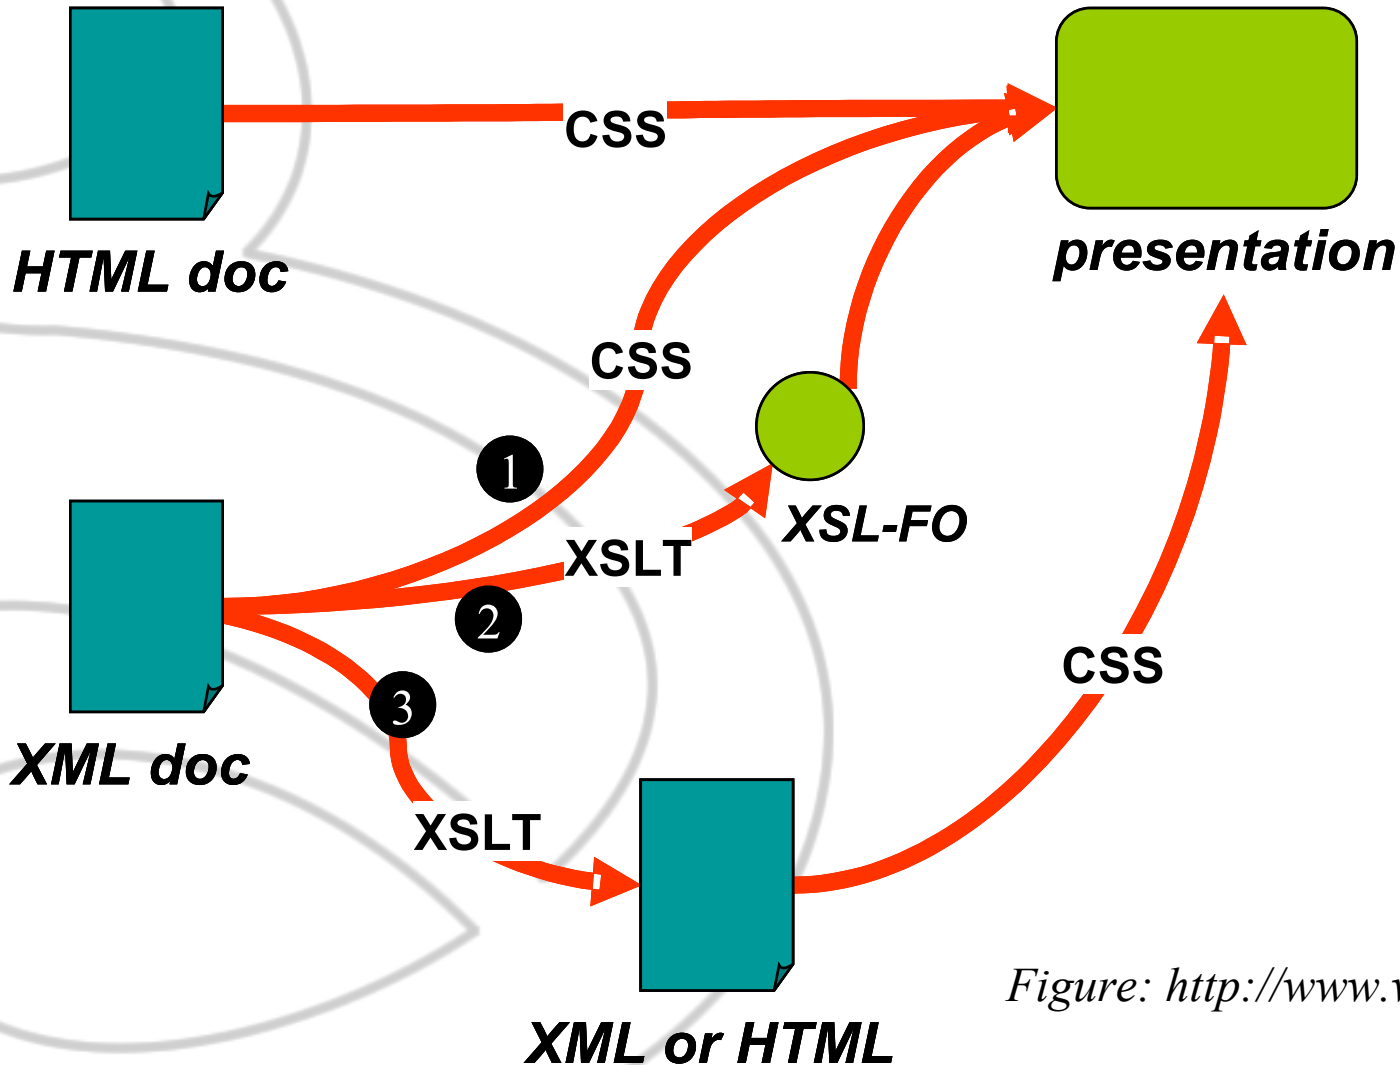 CSS
HTML doc
presentation
CSS
1
XSL-FO
XSLT
2
CSS
3
XML doc
XSLT
Figure: http://www.
XML or HTML